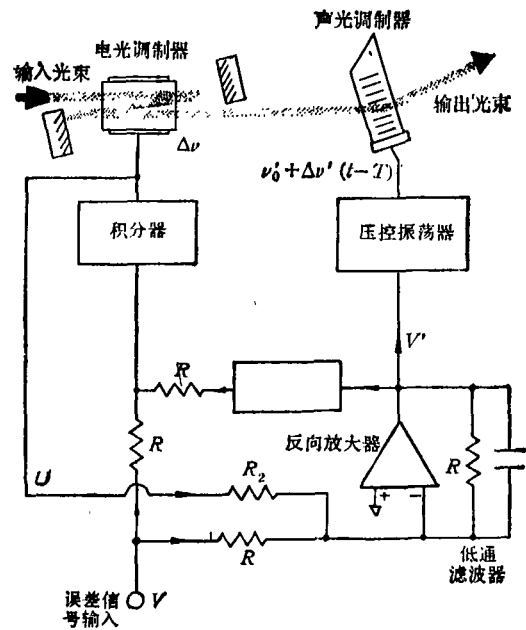 声光调制器
电光调制器
输入光束
输出光束
Δν
ν₀′+Δν′(t−T)
积分器
压控振荡器
V′
R
反向放大器
R
R
U
R₂
+ −
R
低通
滤波器
误差信
号输入
V